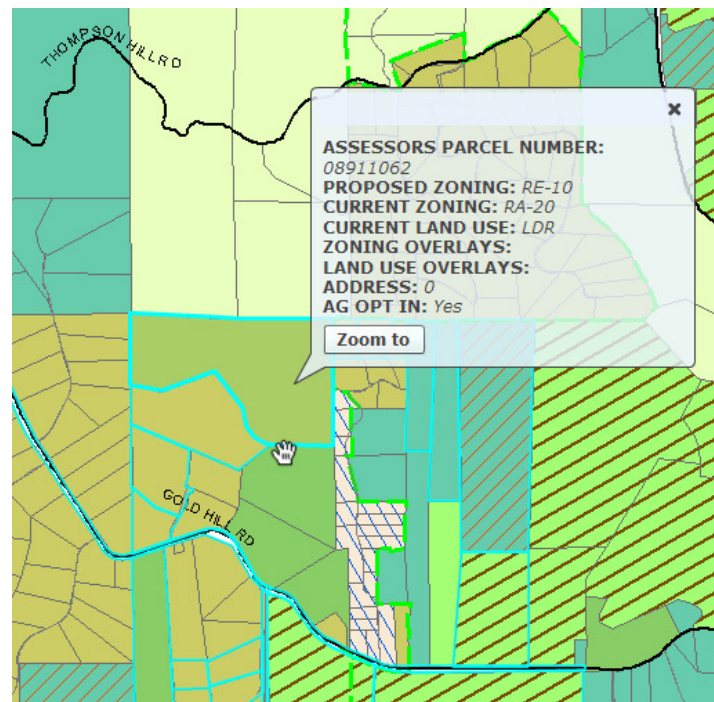 THOMPSON HILL RD
×
ASSESSORS PARCEL NUMBER:
08911062
PROPOSED ZONING: RE-10
CURRENT ZONING: RA-20
CURRENT LAND USE: LDR
ZONING OVERLAYS:
LAND USE OVERLAYS:
ADDRESS: 0
AG OPT IN: Yes
Zoom to
GOLD HILL RD